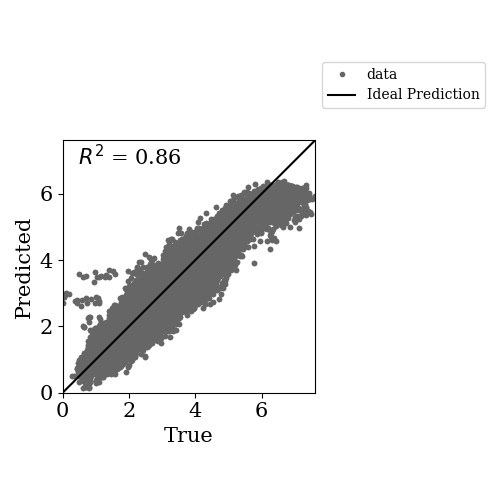 data
Ideal Prediction
R² = 0.86
Predicted
6
4
2
0
0 2 4 6
True